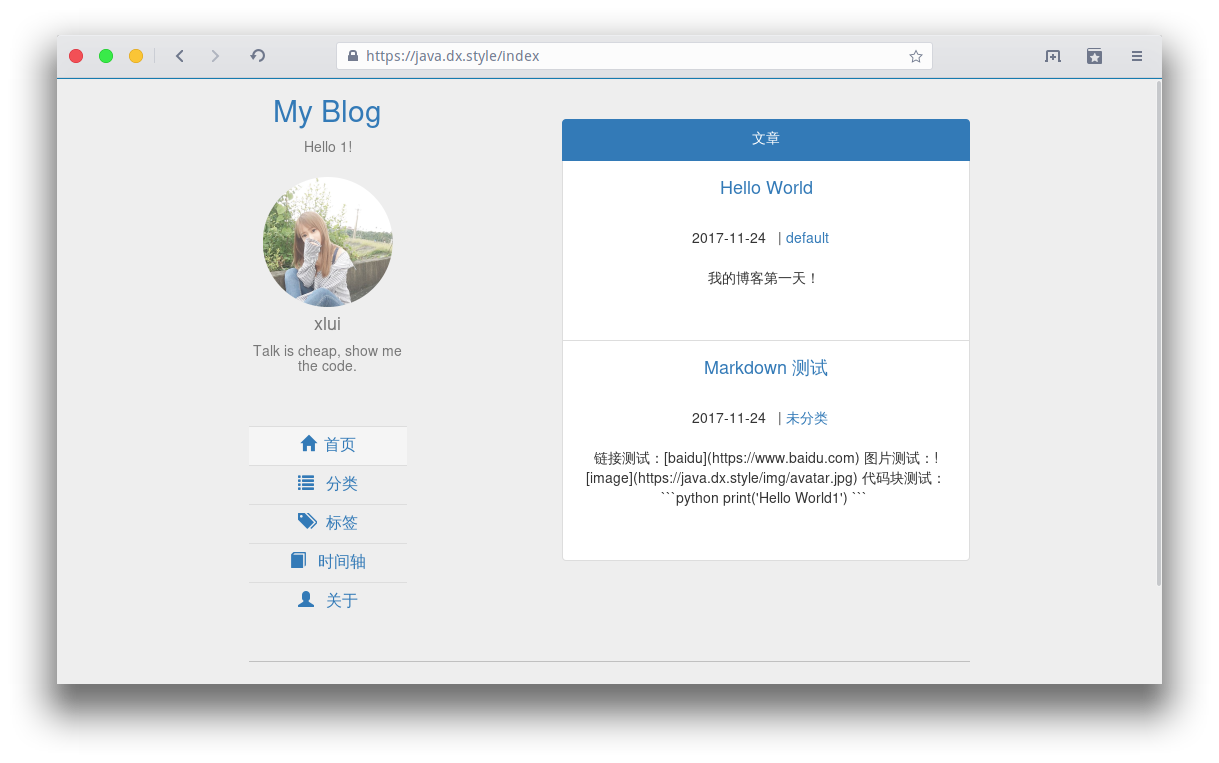 https://java.dx.style/index
My Blog
Hello 1!
xlui
Talk is cheap, show me
the code.
首页
分类
标签
时间轴
关于
文章
Hello World
2017-11-24 | default
我的博客第一天！
Markdown 测试
2017-11-24 | 未分类
链接测试：[baidu](https://www.baidu.com) 图片测试：!
[image](https://java.dx.style/img/avatar.jpg) 代码块测试：
```python print('Hello World1') ```